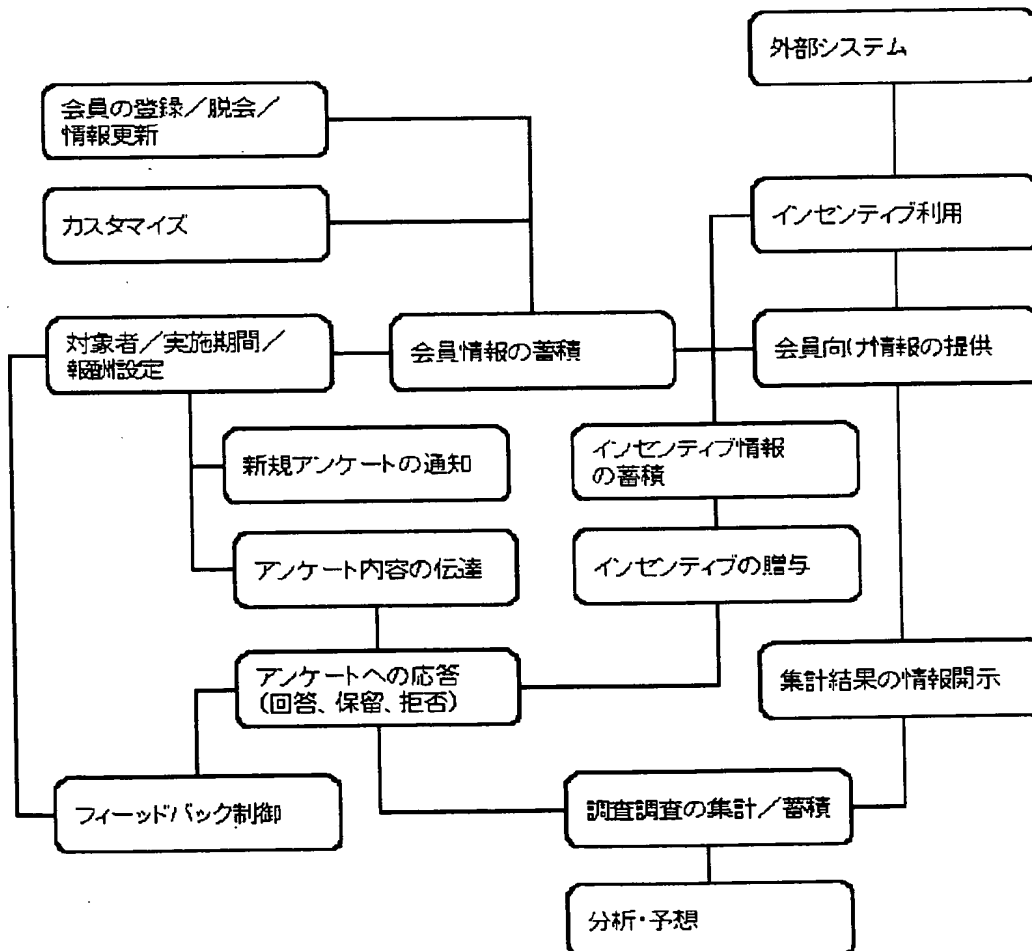 外部システム
会員の登録／脱会／
情報更新
カスタマイズ
インセンティブ利用
対象者／実施期間／
報酬設定
会員情報の蓄積
会員向け情報の提供
新規アンケートの通知
インセンティブ情報
の蓄積
アンケート内容の伝達
インセンティブの贈与
アンケートへの応答
(回答、保留、拒否)
集計結果の情報開示
フィードバック制御
調査調査の集計／蓄積
分析・予想